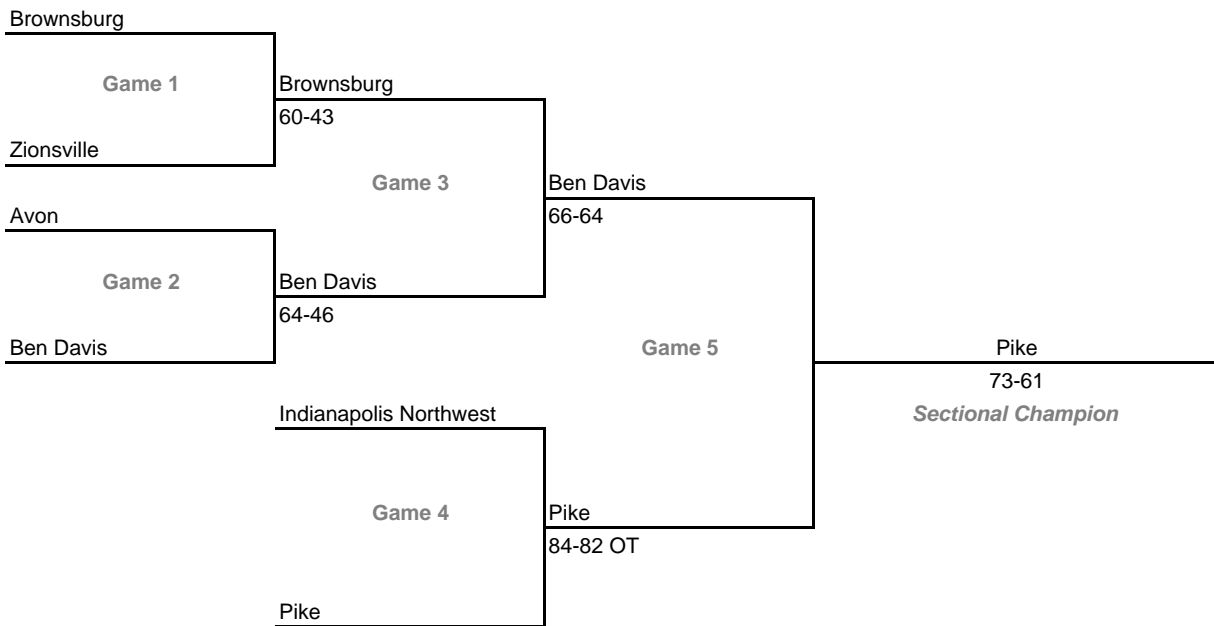 Brownsburg
Game 1
Brownsburg
60-43
Zionsville
Game 3
Ben Davis
Avon
66-64
Game 2
Ben Davis
64-46
Ben Davis
Game 5
Pike
73-61
Indianapolis Northwest
Sectional Champion
Game 4
Pike
84-82 OT
Pike